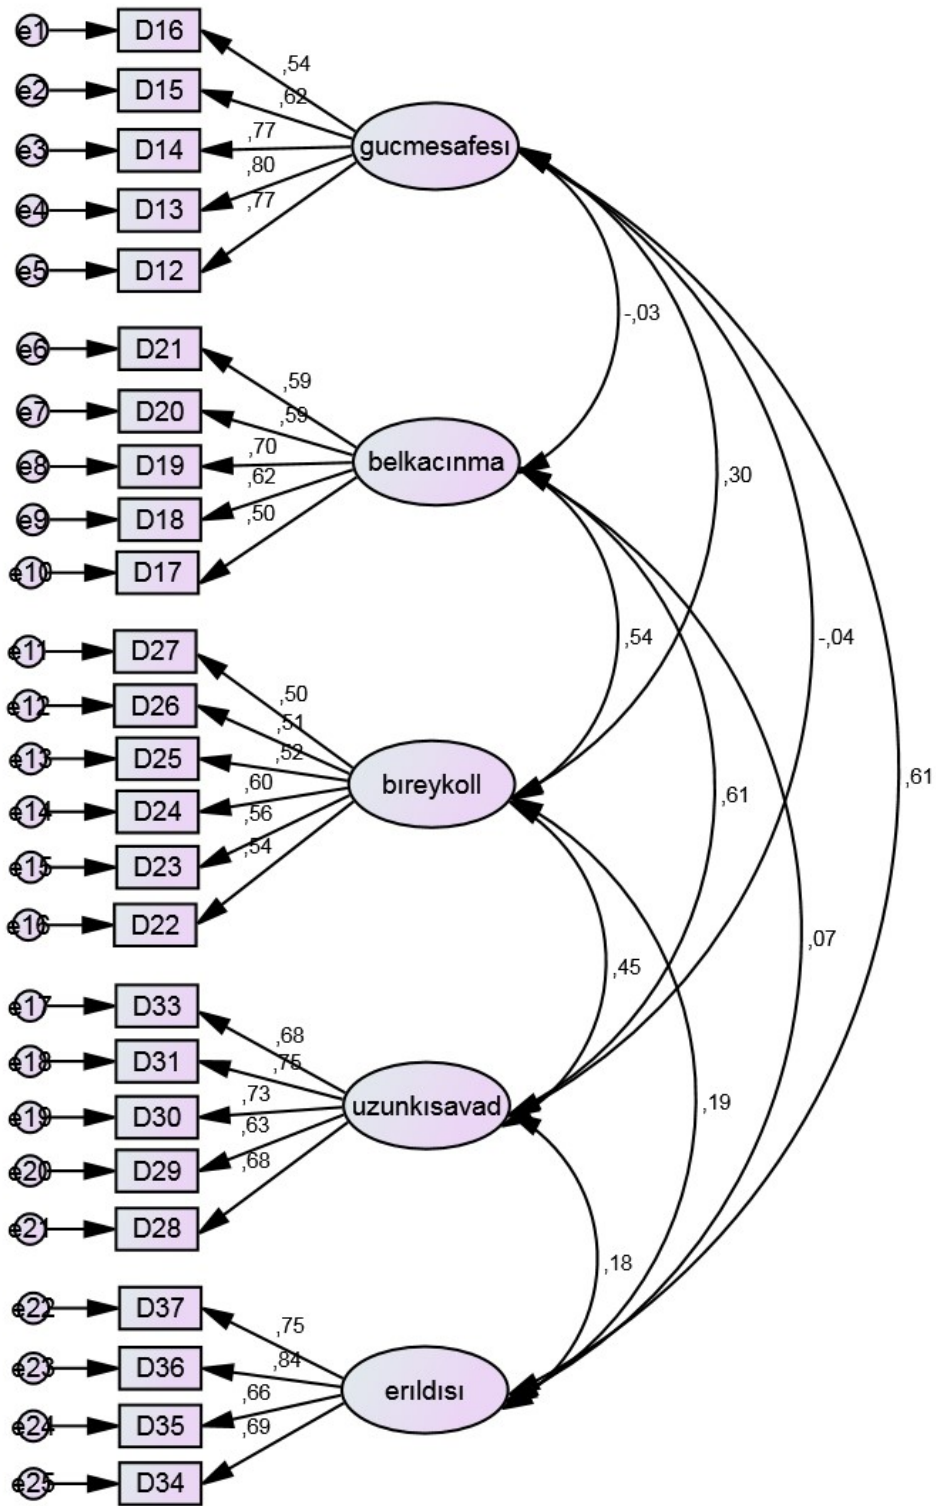 e1 D16
,54
e2 D15
,62
e3 D14
,77
gucmesafesı
e4 D13
,80
e5 D12
,77
-,03
e6 D21
,59
e7 D20
,59
e8 D19
,70
belkacınma
,30
e9 D18
,62
e10 D17
,50
,54
-,04
e11 D27
,50
e12 D26
,51
e13 D25
,52
bıreykoll
,61
,61
e14 D24
,60
e15 D23
,56
e16 D22
,54
,07
,45
e17 D33
,68
e18 D31
,75
e19 D30
,73
uzunkısavad
,19
e20 D29
,63
e21 D28
,68
,18
e22 D37
,75
e23 D36
,84
erıldısı
e24 D35
,66
e25 D34
,69